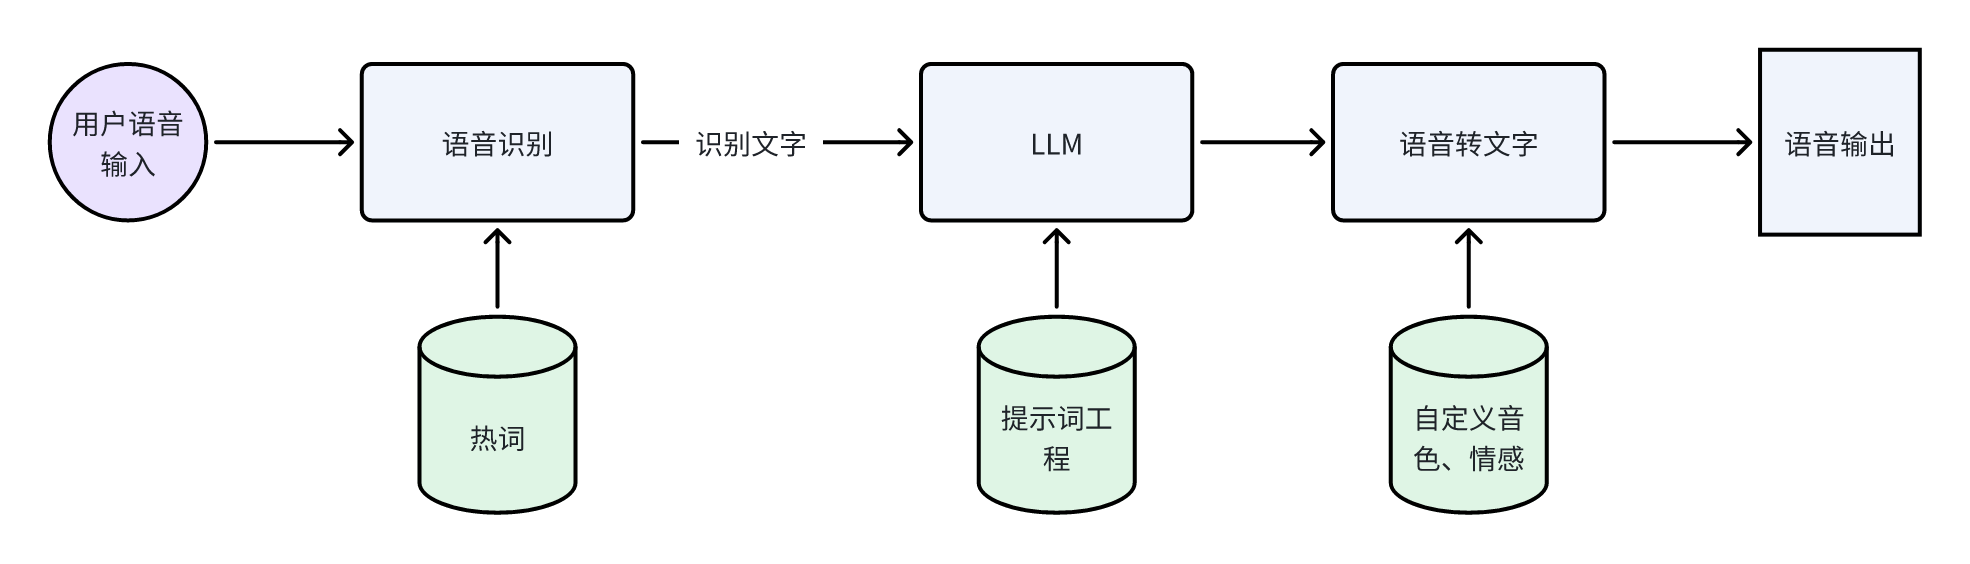 用户语音
输入
语音识别
识别文字
LLM
语音转文字
语音输出
热词
提示词工
程
自定义音
色、情感